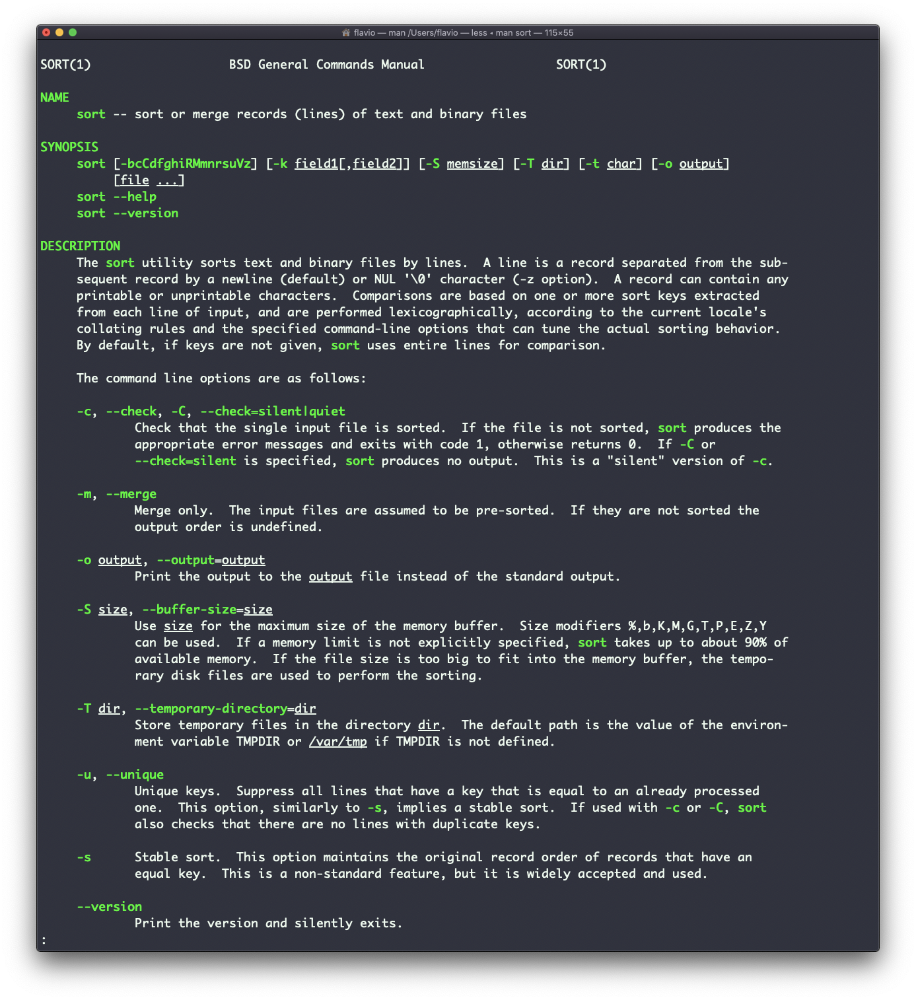 flavio — man /Users/flavio — less ◂ man sort — 115×55
SORT(1) BSD General Commands Manual SORT(1)
NAME
sort -- sort or merge records (lines) of text and binary files
SYNOPSIS
sort [-bcCdfghiRMmnrsuVz] [-k field1[,field2]] [-S memsize] [-T dir] [-t char] [-o output]
[file ...]
sort --help
sort --version
DESCRIPTION
The sort utility sorts text and binary files by lines. A line is a record separated from the sub-
sequent record by a newline (default) or NUL '\0' character (-z option). A record can contain any
printable or unprintable characters. Comparisons are based on one or more sort keys extracted
from each line of input, and are performed lexicographically, according to the current locale's
collating rules and the specified command-line options that can tune the actual sorting behavior.
By default, if keys are not given, sort uses entire lines for comparison.
The command line options are as follows:
-c, --check, -C, --check=silent|quiet
Check that the single input file is sorted. If the file is not sorted, sort produces the
appropriate error messages and exits with code 1, otherwise returns 0. If -C or
--check=silent is specified, sort produces no output. This is a "silent" version of -c.
-m, --merge
Merge only. The input files are assumed to be pre-sorted. If they are not sorted the
output order is undefined.
-o output, --output=output
Print the output to the output file instead of the standard output.
-S size, --buffer-size=size
Use size for the maximum size of the memory buffer. Size modifiers %,b,K,M,G,T,P,E,Z,Y
can be used. If a memory limit is not explicitly specified, sort takes up to about 90% of
available memory. If the file size is too big to fit into the memory buffer, the tempo-
rary disk files are used to perform the sorting.
-T dir, --temporary-directory=dir
Store temporary files in the directory dir. The default path is the value of the environ-
ment variable TMPDIR or /var/tmp if TMPDIR is not defined.
-u, --unique
Unique keys. Suppress all lines that have a key that is equal to an already processed
one. This option, similarly to -s, implies a stable sort. If used with -c or -C, sort
also checks that there are no lines with duplicate keys.
-s Stable sort. This option maintains the original record order of records that have an
equal key. This is a non-standard feature, but it is widely accepted and used.
--version
Print the version and silently exits.
: